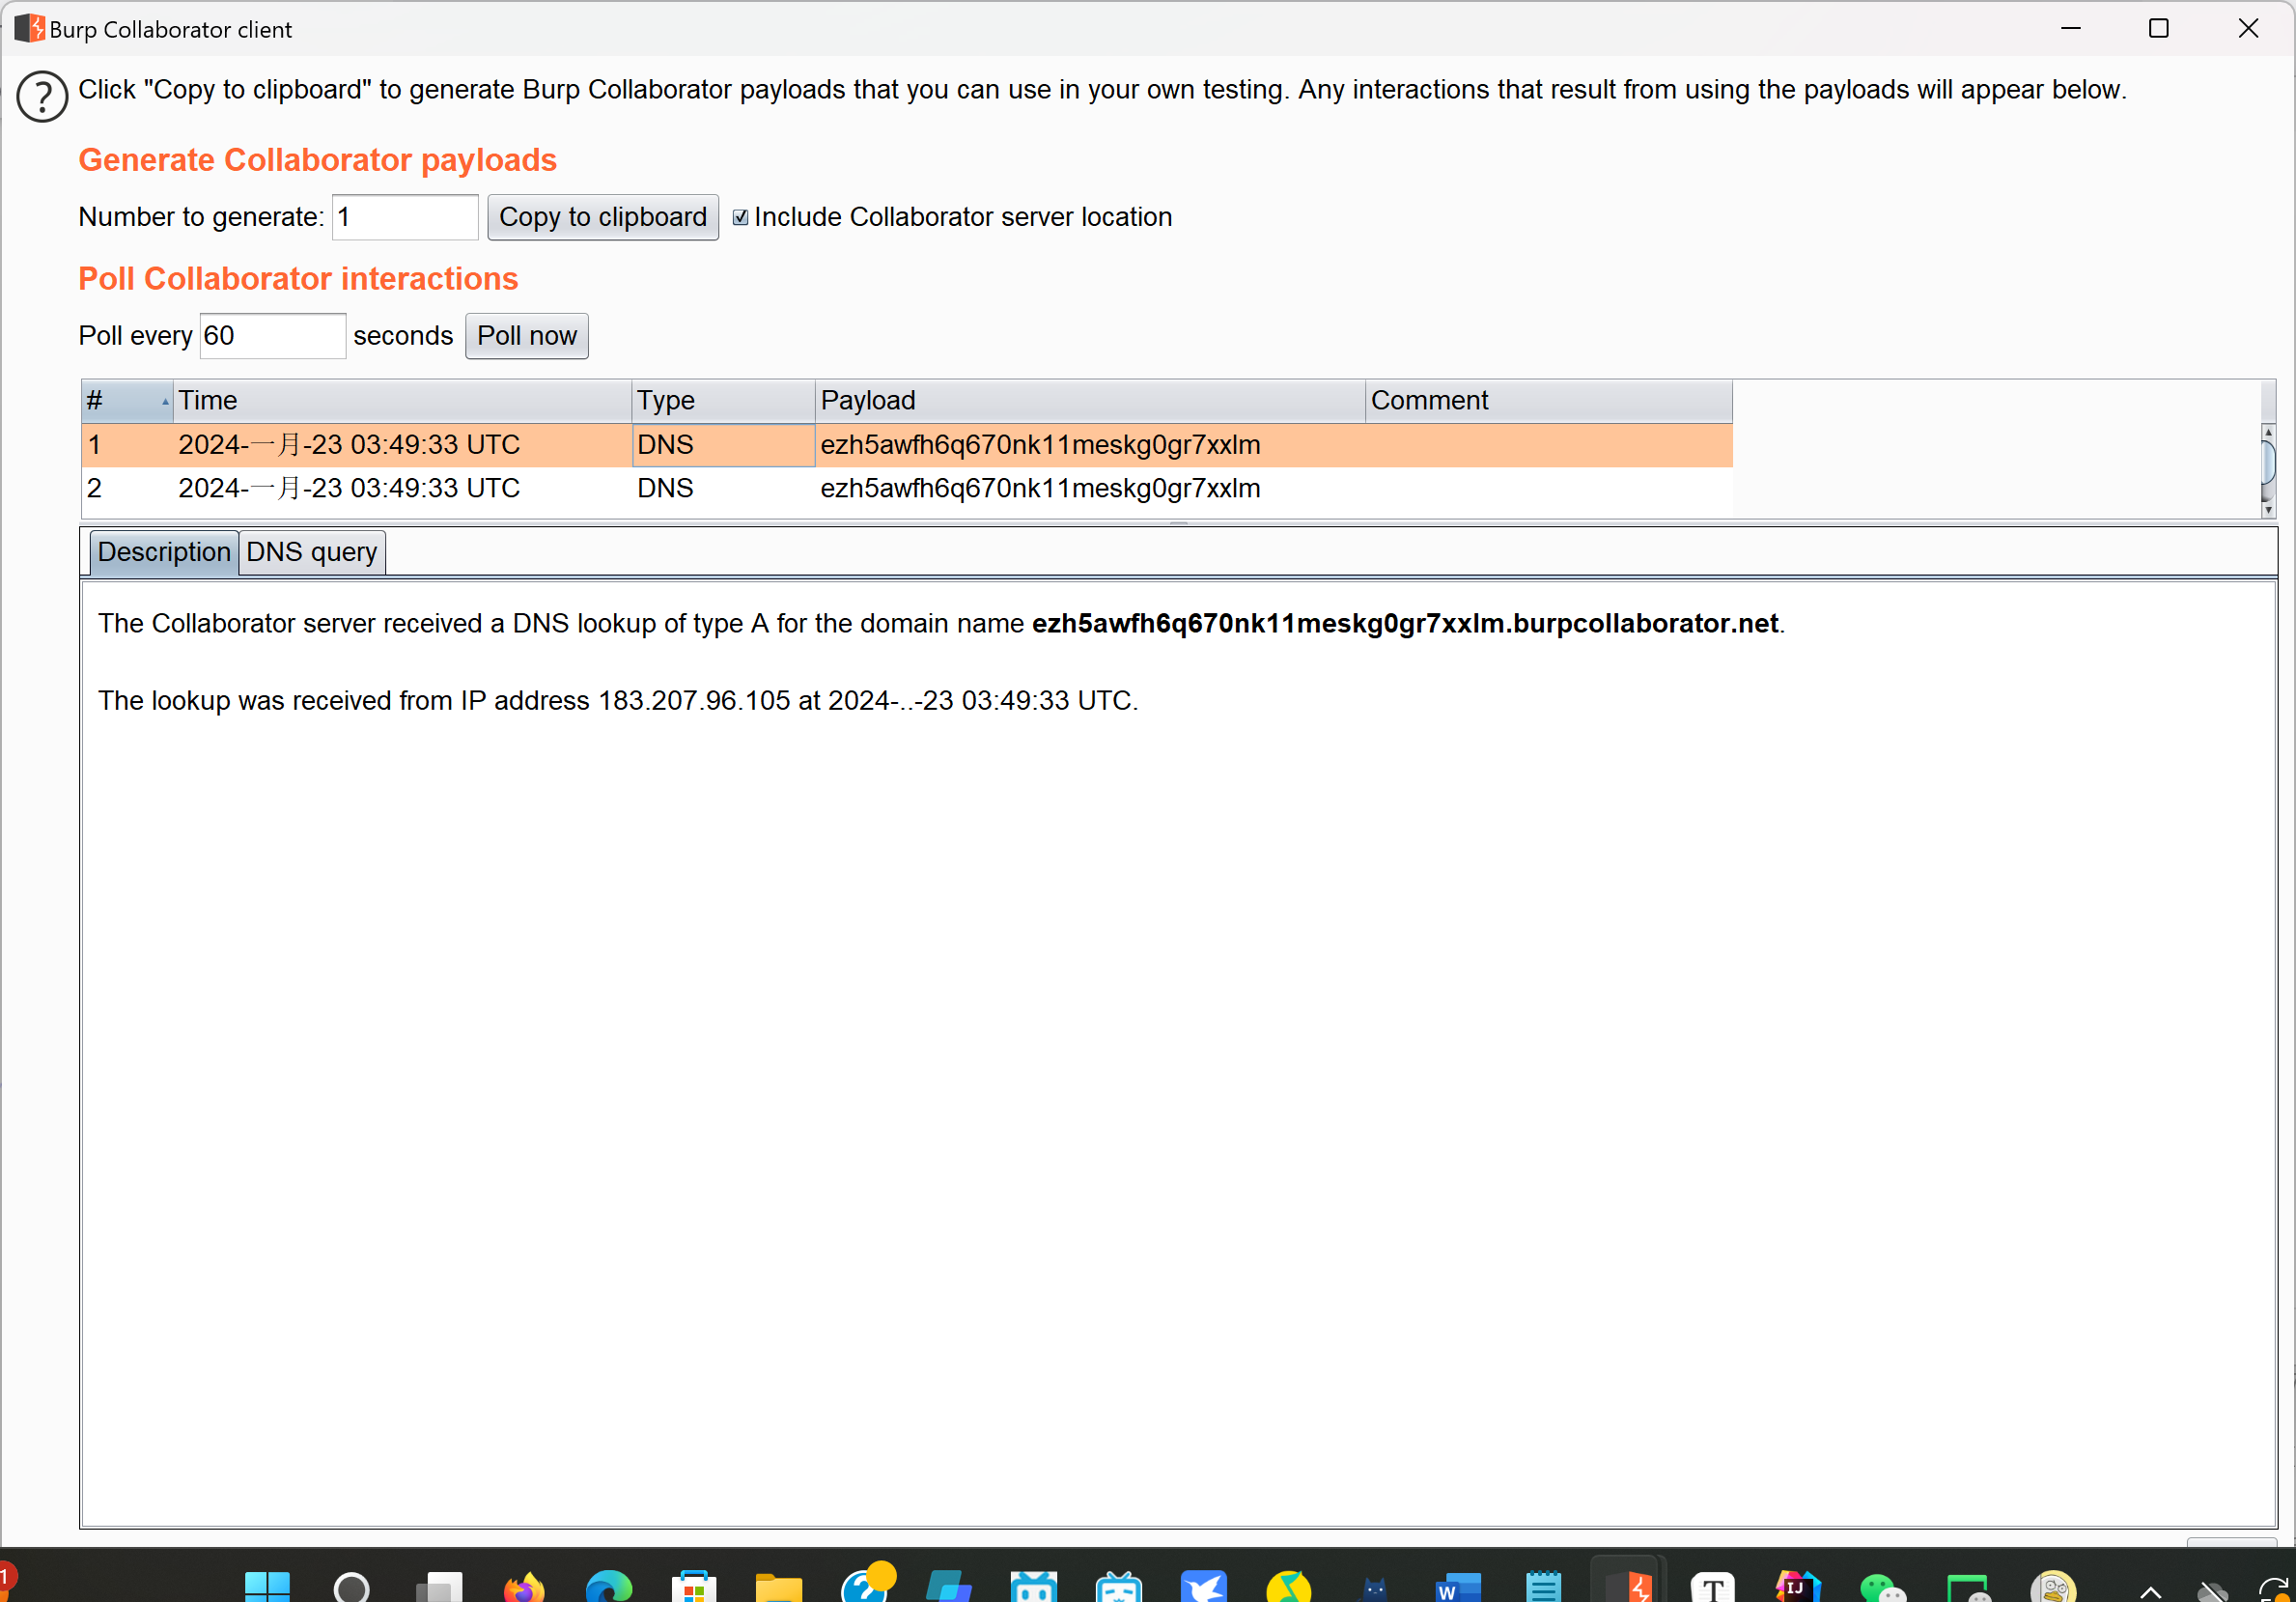 Burp Collaborator client
Click "Copy to clipboard" to generate Burp Collaborator payloads that you can use in your own testing. Any interactions that result from using the payloads will appear below.
Generate Collaborator payloads
Number to generate: 1 Copy to clipboard Include Collaborator server location
Poll Collaborator interactions
Poll every 60 seconds Poll now
# Time Type Payload Comment
1 2024-一月-23 03:49:33 UTC DNS ezh5awfh6q670nk11meskg0gr7xxlm
2 2024-一月-23 03:49:33 UTC DNS ezh5awfh6q670nk11meskg0gr7xxlm
Description DNS query
The Collaborator server received a DNS lookup of type A for the domain name ezh5awfh6q670nk11meskg0gr7xxlm.burpcollaborator.net.
The lookup was received from IP address 183.207.96.105 at 2024-..-23 03:49:33 UTC.
1 W T IJ